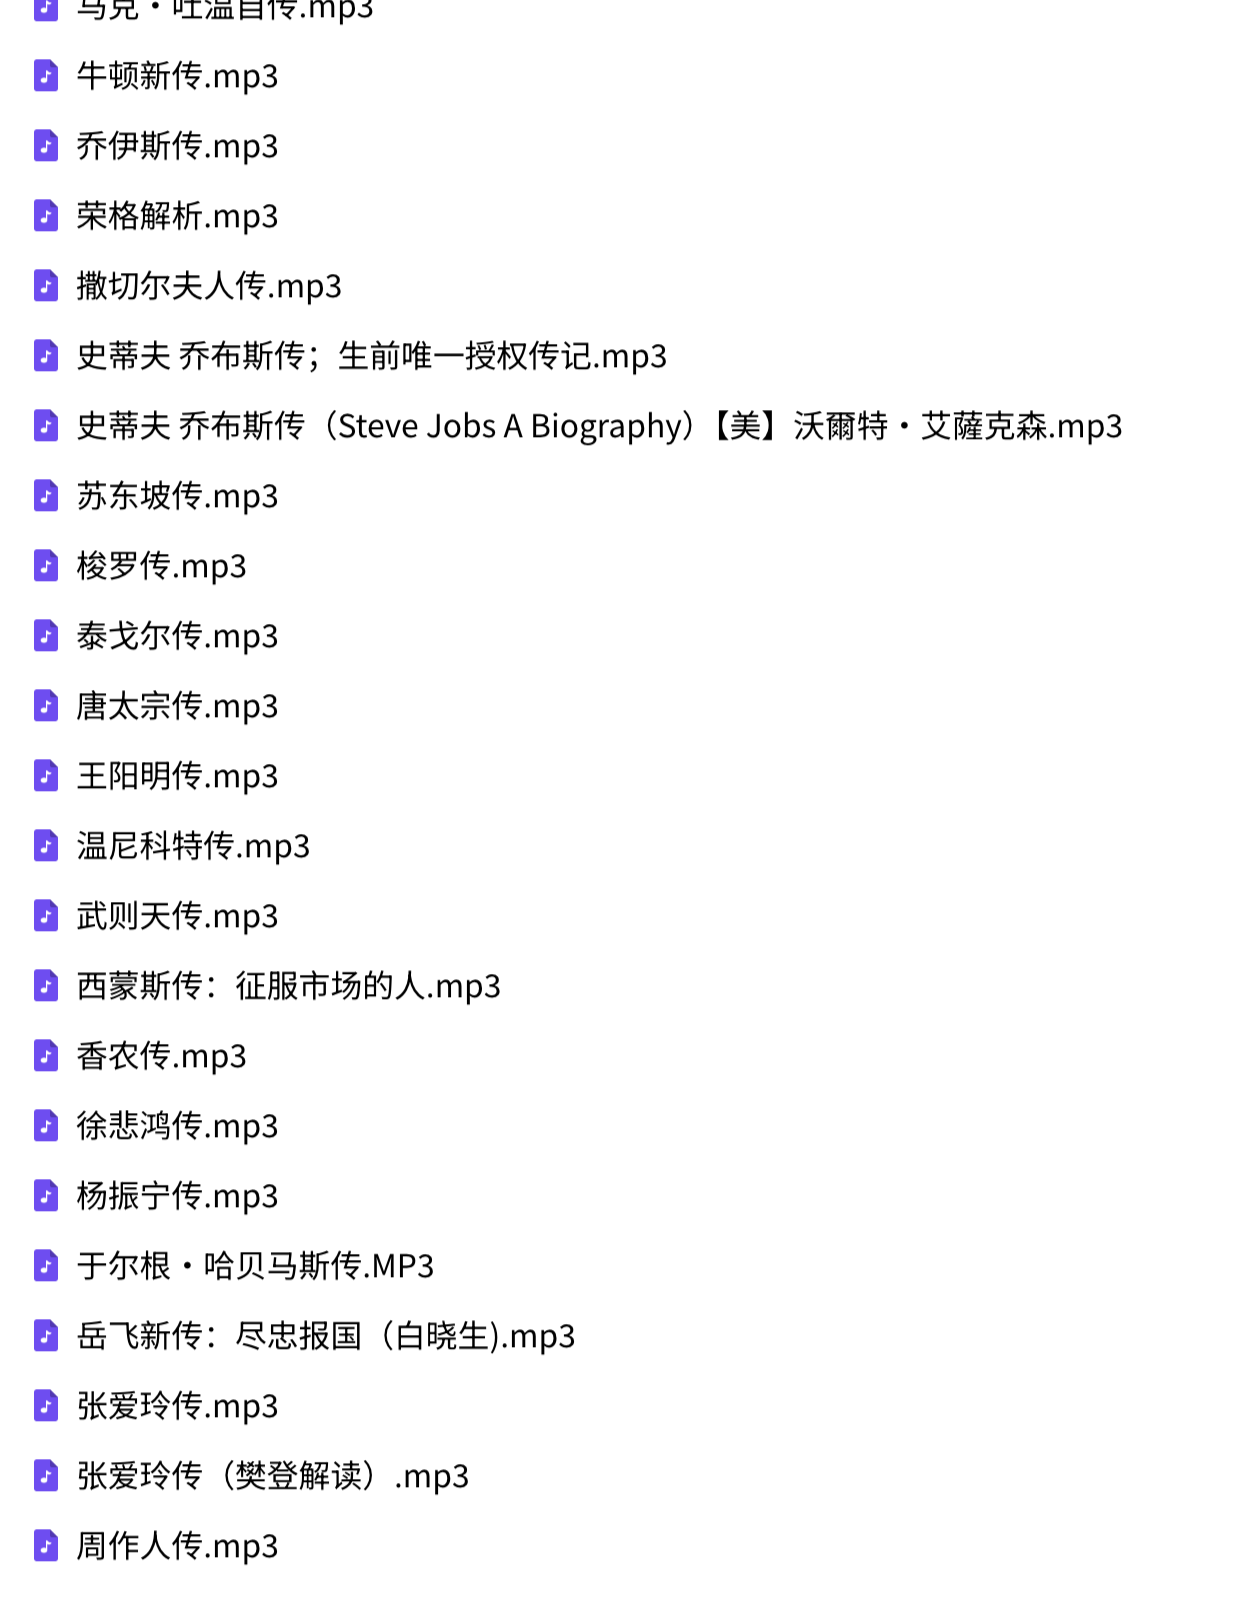 马克・吐温自传.mp3
牛顿新传.mp3
乔伊斯传.mp3
荣格解析.mp3
撒切尔夫人传.mp3
史蒂夫 乔布斯传；生前唯一授权传记.mp3
史蒂夫 乔布斯传（Steve Jobs A Biography）【美】沃爾特・艾薩克森.mp3
苏东坡传.mp3
梭罗传.mp3
泰戈尔传.mp3
唐太宗传.mp3
王阳明传.mp3
温尼科特传.mp3
武则天传.mp3
西蒙斯传：征服市场的人.mp3
香农传.mp3
徐悲鸿传.mp3
杨振宁传.mp3
于尔根・哈贝马斯传.MP3
岳飞新传：尽忠报国（白晓生).mp3
张爱玲传.mp3
张爱玲传（樊登解读）.mp3
周作人传.mp3